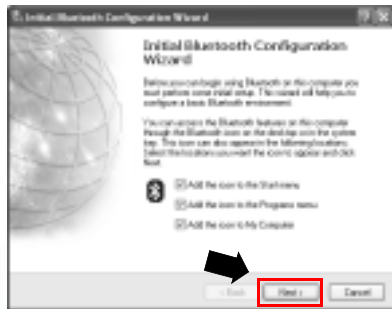 Initial Bluetooth Configuration Wizard
Initial Bluetooth Configuration
Wizard
Before you can begin using Bluetooth on this computer you
must perform some initial setup. This wizard will help you to
configure a basic Bluetooth environment.
You can access the Bluetooth features on this computer
through the Bluetooth icon on the desktop or in the system
tray. This icon can also appear in the following locations.
Select the locations you want the icon to appear and click
Next.
Add the icon to the Start menu
Add the icon to the Programs menu
Add the icon to My Computer
< Back
Next >
Cancel